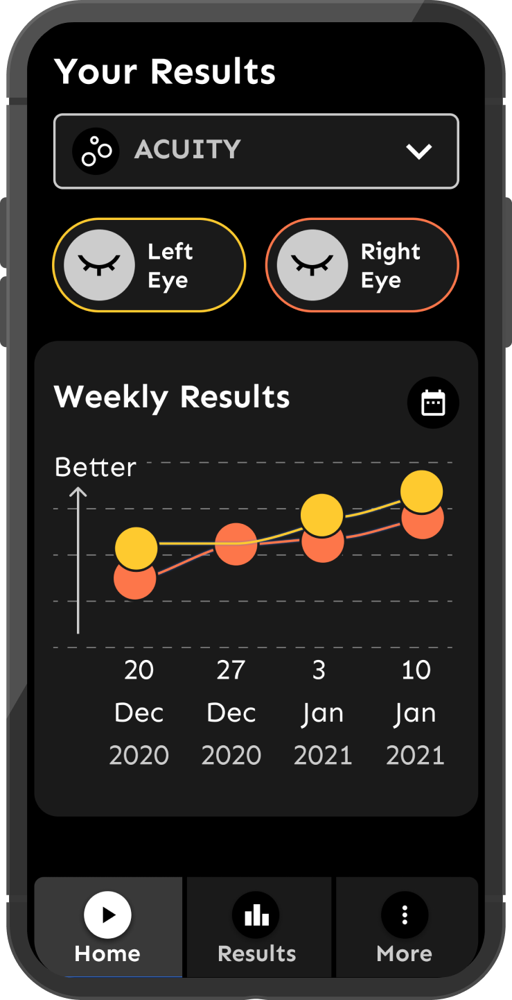 Your Results
ACUITY
Left
Eye
Right
Eye
Weekly Results
Better
20 27 3 10
Dec Dec Jan Jan
2020 2020 2021 2021
Home Results More